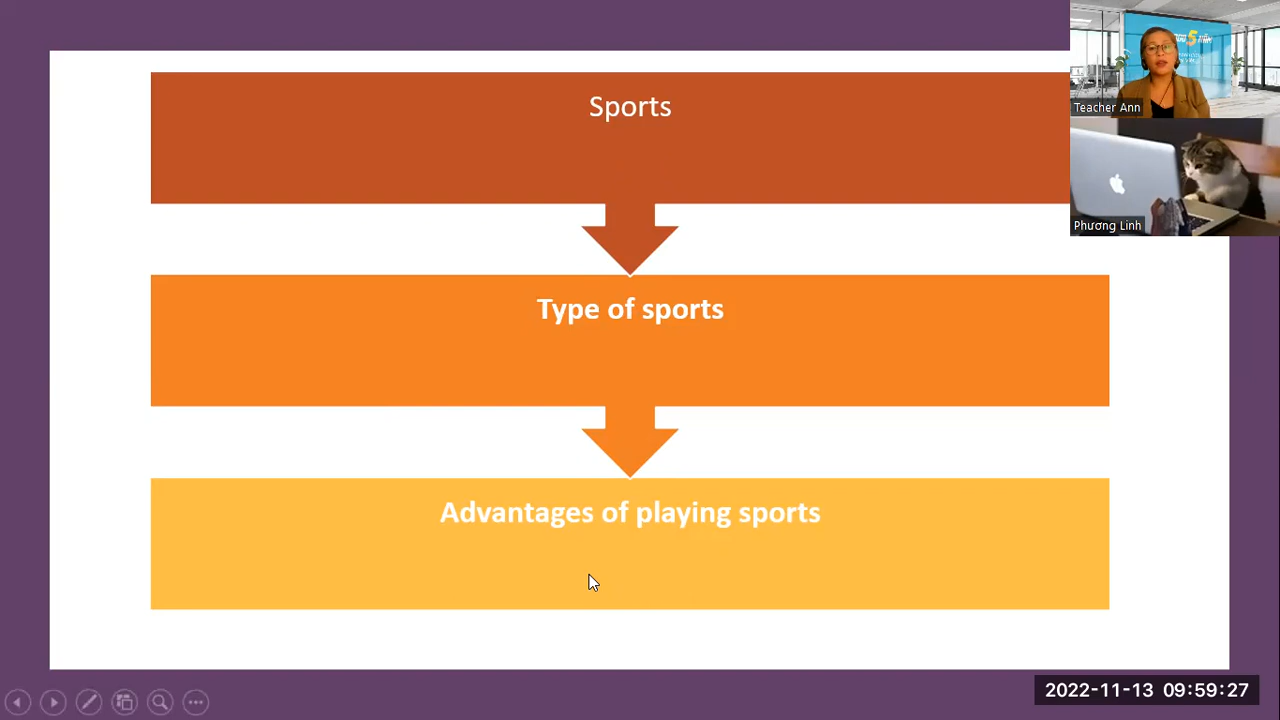 Sports
Teacher Ann
Phương Linh
Type of sports
Advantages of playing sports
2022-11-13 09:59:27